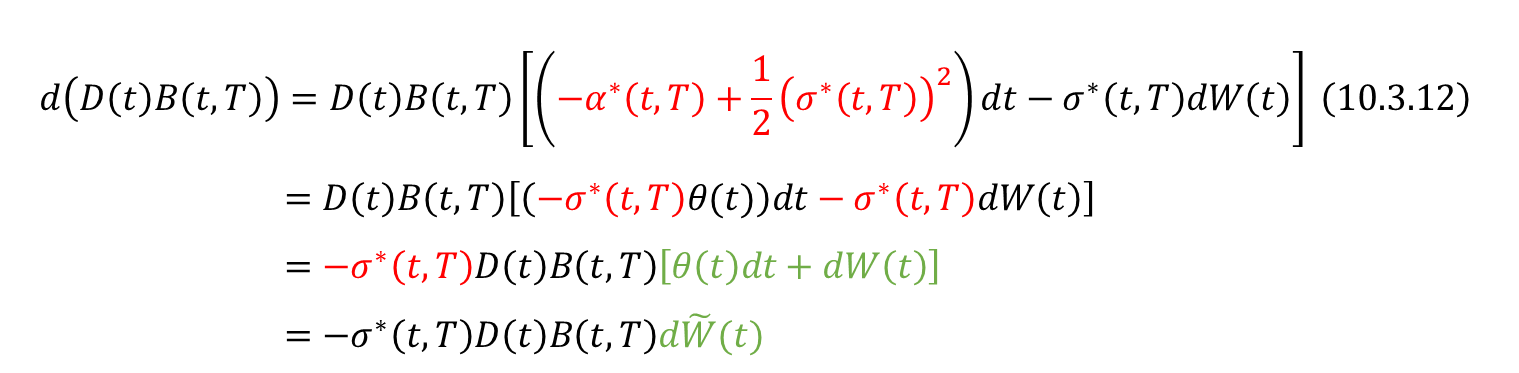 d(D(t)B(t,T)) = D(t)B(t,T)[(−α*(t,T) + 1/2(σ*(t,T))²)dt − σ*(t,T)dW(t)] (10.3.12)
= D(t)B(t,T)[(−σ*(t,T)θ(t))dt − σ*(t,T)dW(t)]
= −σ*(t,T)D(t)B(t,T)[θ(t)dt + dW(t)]
= −σ*(t,T)D(t)B(t,T)dW̃(t)